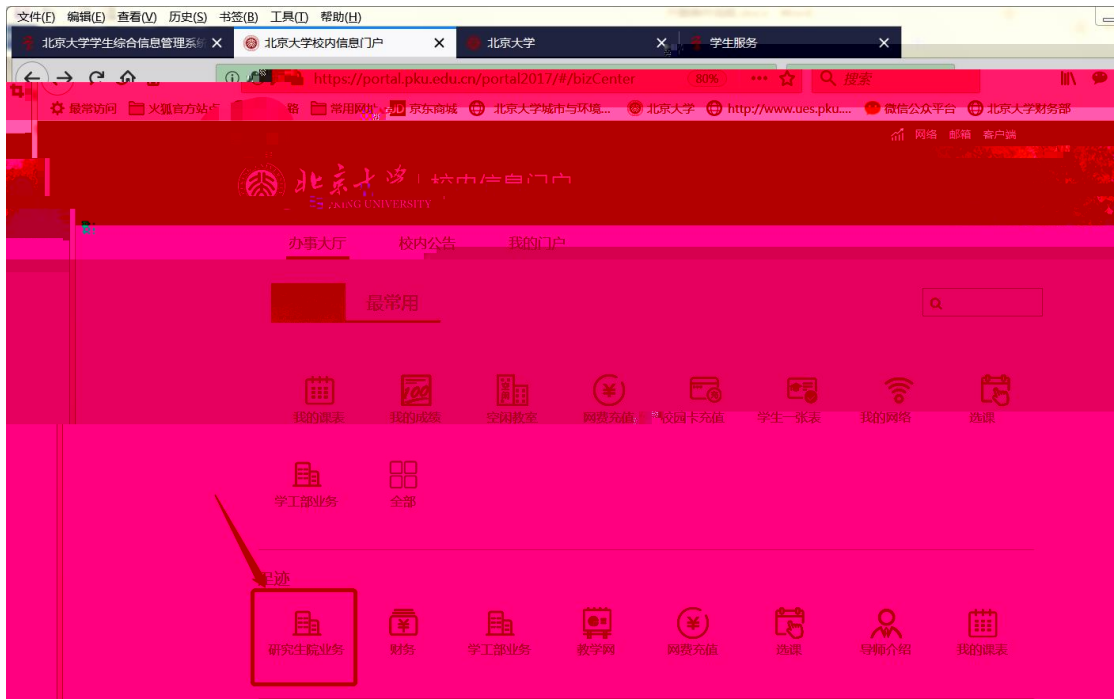 文件(F) 编辑(E) 查看(V) 历史(S) 书签(B) 工具(T) 帮助(H)
北京大学学生综合信息管理系统 北京大学校内信息门户 北京大学 学生服务
https://portal.pku.edu.cn/portal2017/#/bizCenter 80% 搜索
最常访问 火狐官方站点 常用网址 JD 京东商城 北京大学城市与环境... 北京大学 http://www.ues.pku.... 微信公众平台 北京大学财务部
网络 邮箱 客户端
北京大学 校内信息门户
UNIVERSITY
办事大厅 校内公告 我的门户
最常用
我的课表 我的成绩 空闲教室 网费充值 校园卡充值 学生一张表 我的网络 选课
学工部业务 全部
足迹
研究生院业务 财务 学工部业务 教学网 网费充值 选课 导师介绍 我的课表